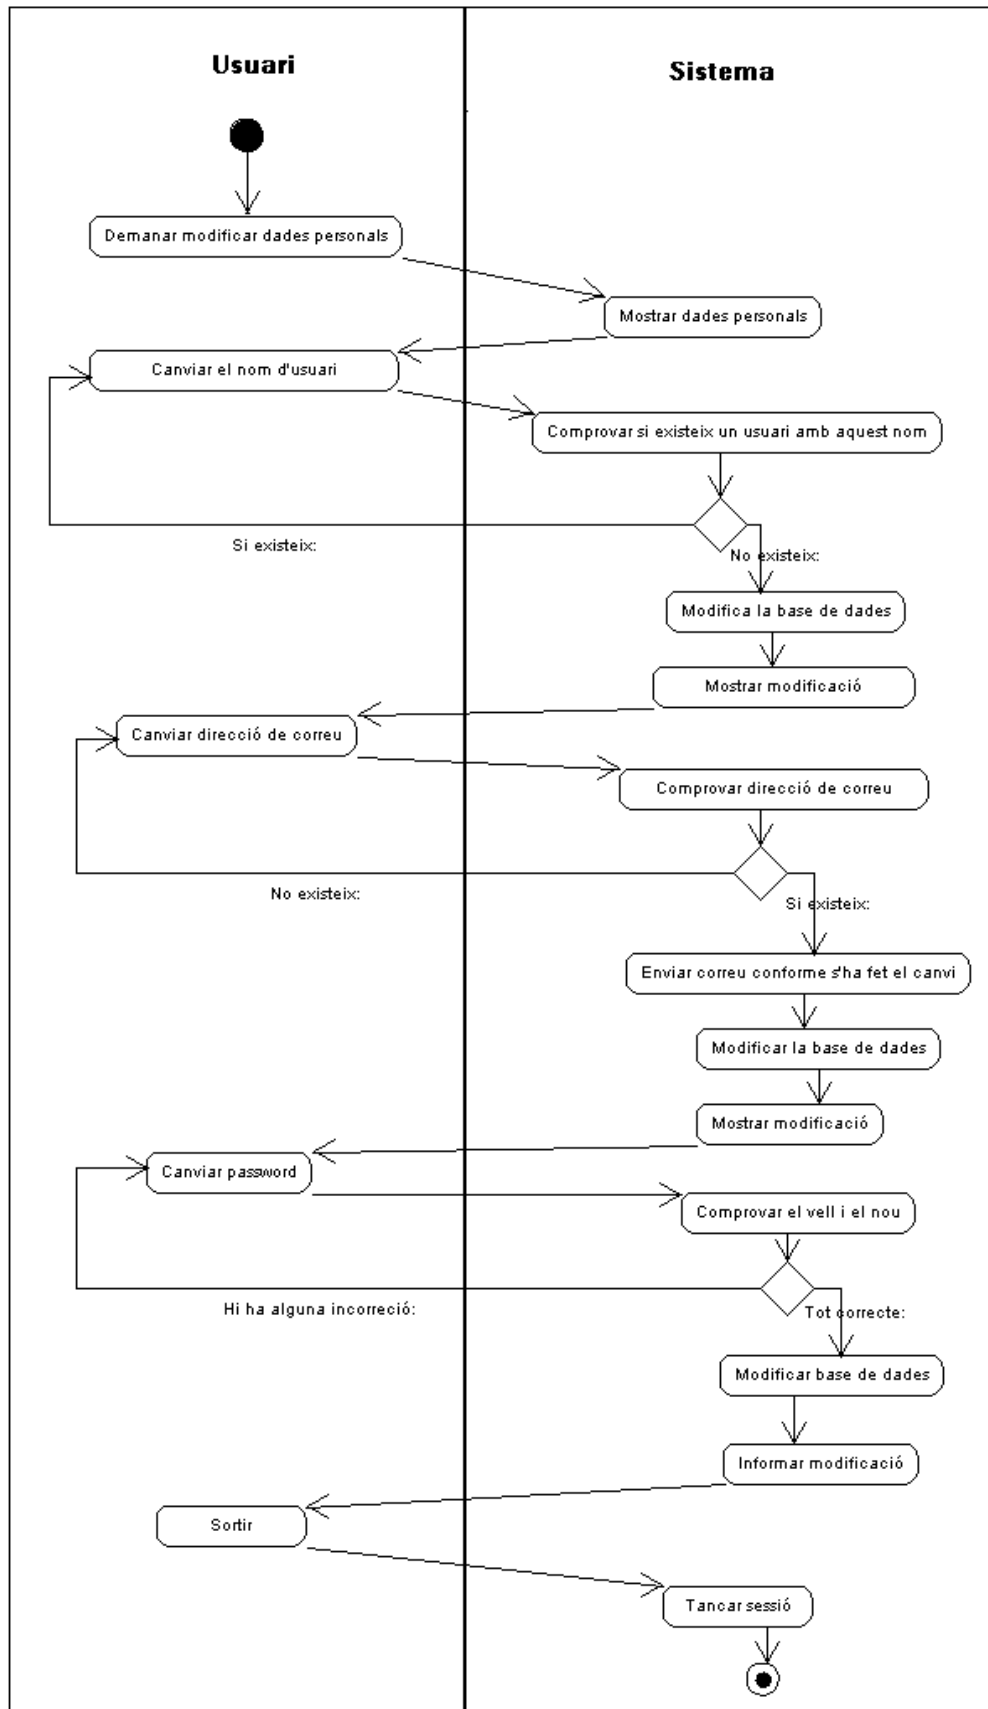 Usuari
Sistema
Demanar modificar dades personals
Mostrar dades personals
Canviar el nom d'usuari
Comprovar si existeix un usuari amb aquest nom
Si existeix:
No existeix:
Modifica la base de dades
Mostrar modificació
Canviar direcció de correu
Comprovar direcció de correu
No existeix:
Si existeix:
Enviar correu conforme s'ha fet el canvi
Modificar la base de dades
Mostrar modificació
Canviar password
Comprovar el vell i el nou
Hi ha alguna incorreció:
Tot correcte:
Modificar base de dades
Informar modificació
Sortir
Tancar sessió